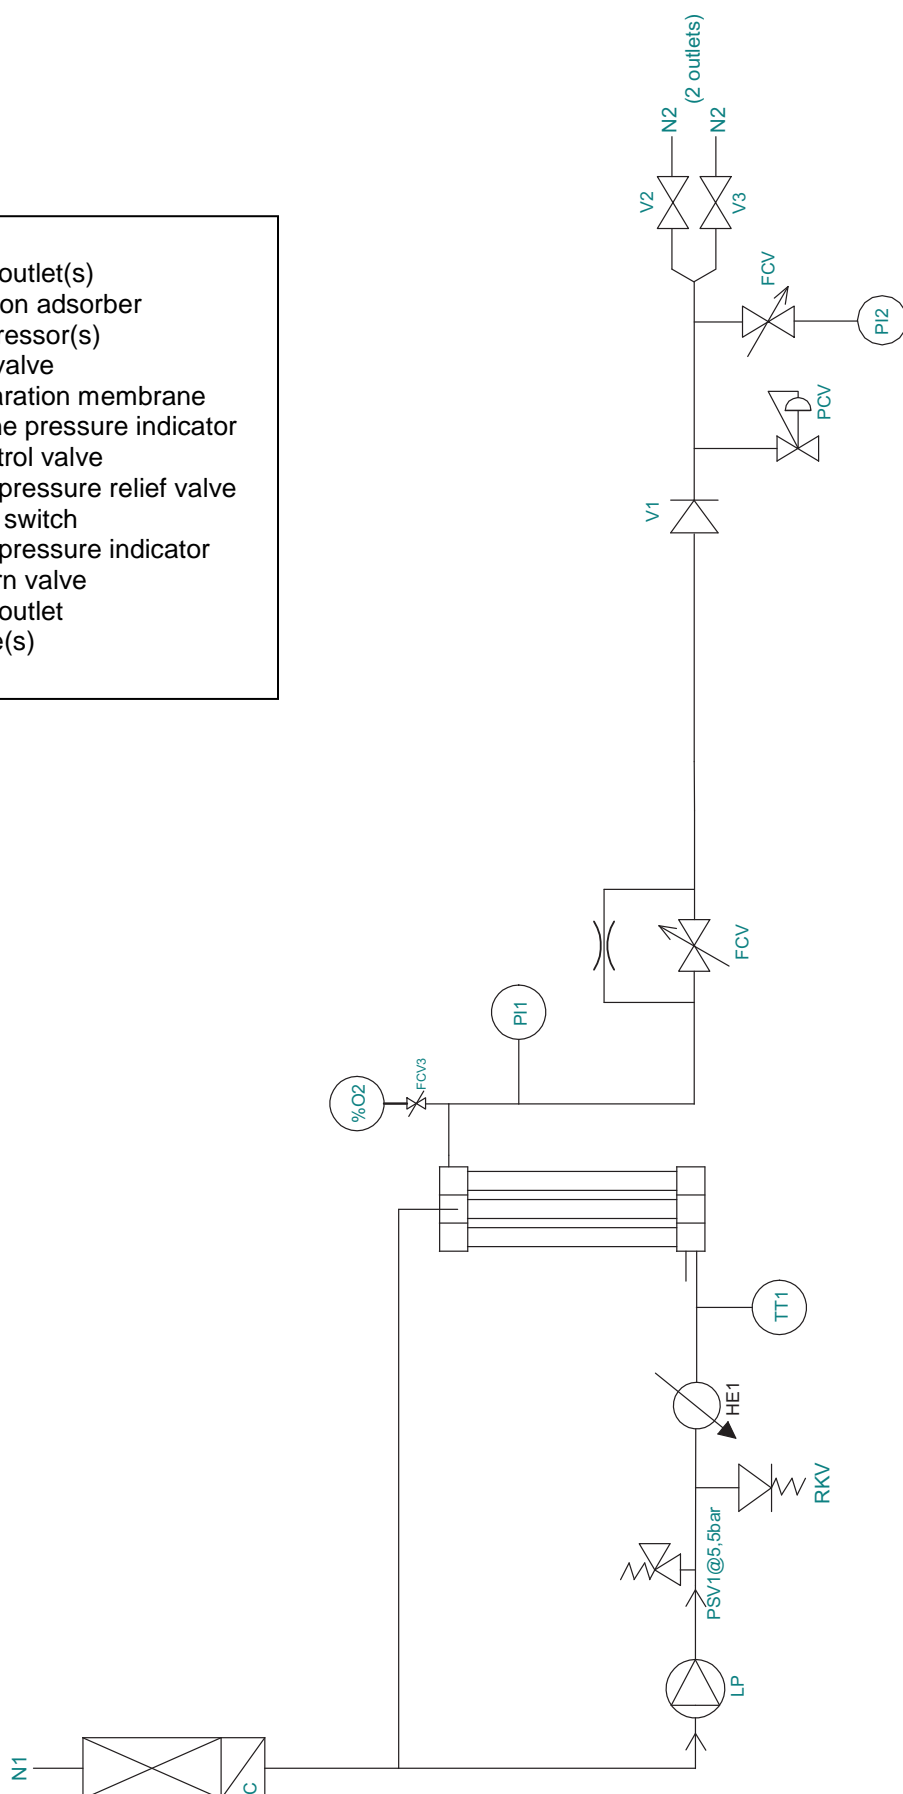 outlet(s)
on adsorber
ressor(s)
valve
aration membrane
ne pressure indicator
trol valve
pressure relief valve
switch
pressure indicator
rn valve
outlet
e(s)
N2
N2
(2 outlets)
V2
V3
FCV
PI2
PCV
V1
FCV
PI1
%O2
FCV3
TT1
HE1
RKV
PSV1@5,5bar
LP
N1
C